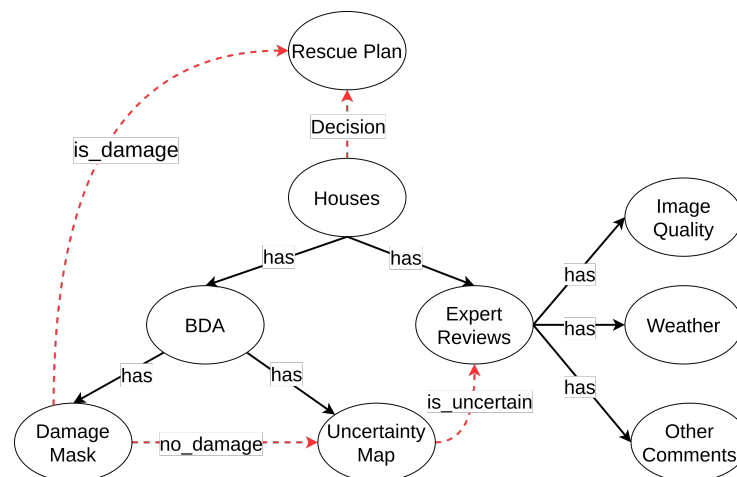 Rescue Plan
Decision
is_damage
Houses
Image
Quality
has
has
has
BDA
Expert
Reviews
has
Weather
has
has
has
is_uncertain
Damage
Mask
no_damage
Uncertainty
Map
Other
Comments